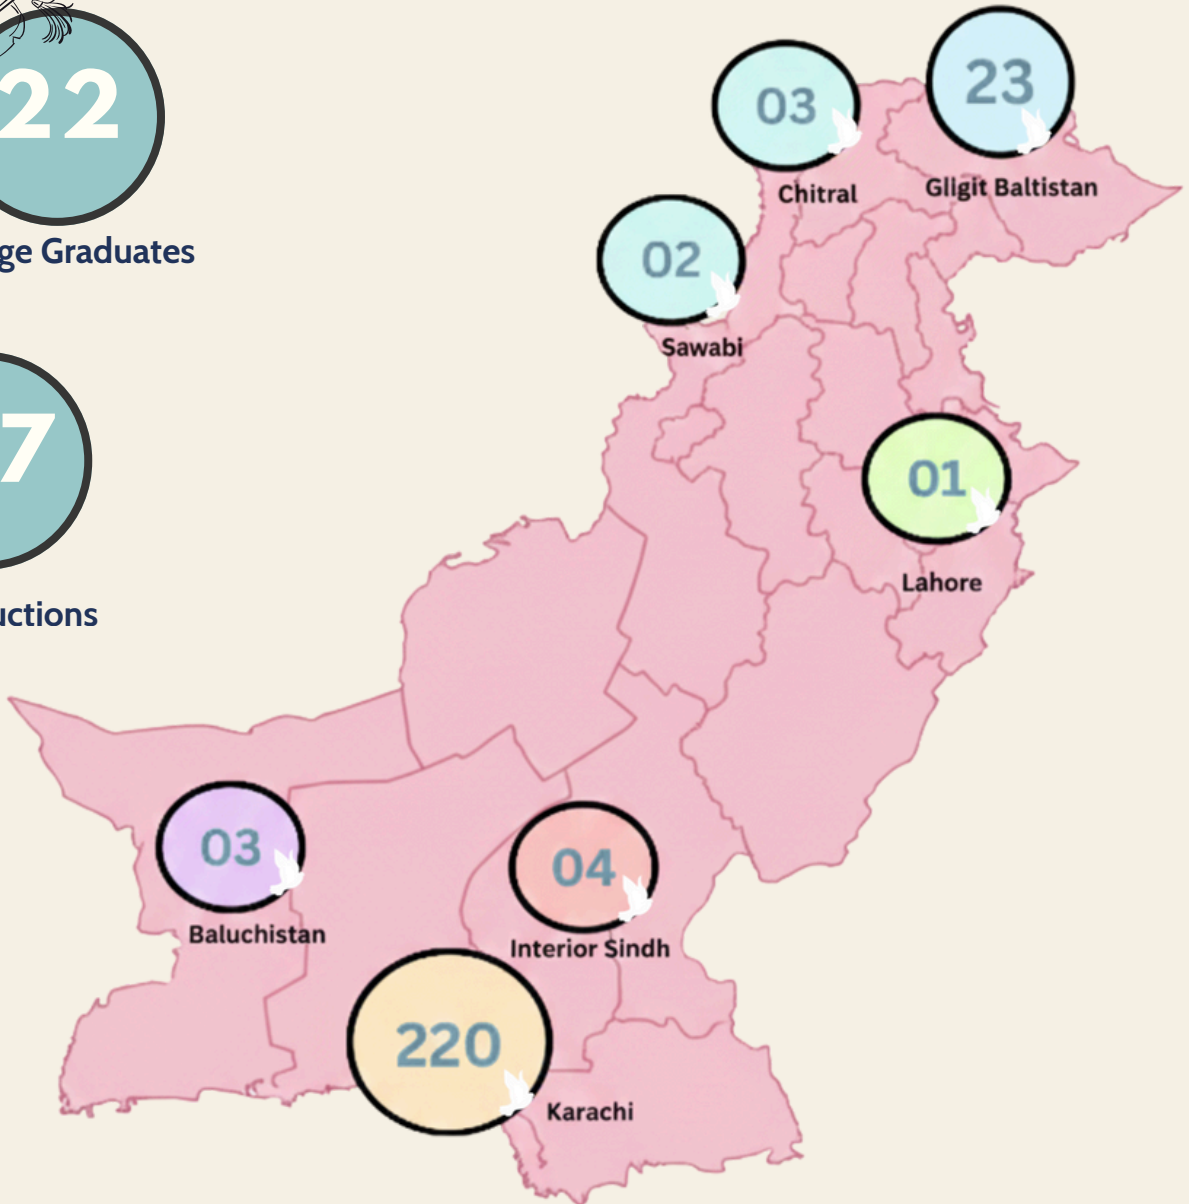 22
ge Graduates
7
uctions
03
Chitral
23
Gligit Baltistan
02
Sawabi
01
Lahore
03
Baluchistan
04
Interior Sindh
220
Karachi